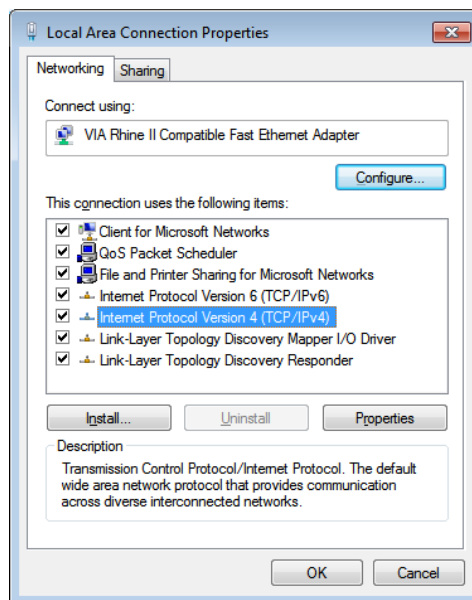 Local Area Connection Properties
Networking
Sharing
Connect using:
VIA Rhine II Compatible Fast Ethernet Adapter
Configure...
This connection uses the following items:
Client for Microsoft Networks
QoS Packet Scheduler
File and Printer Sharing for Microsoft Networks
Internet Protocol Version 6 (TCP/IPv6)
Internet Protocol Version 4 (TCP/IPv4)
Link-Layer Topology Discovery Mapper I/O Driver
Link-Layer Topology Discovery Responder
Install...
Uninstall
Properties
Description
Transmission Control Protocol/Internet Protocol. The default
wide area network protocol that provides communication
across diverse interconnected networks.
OK
Cancel